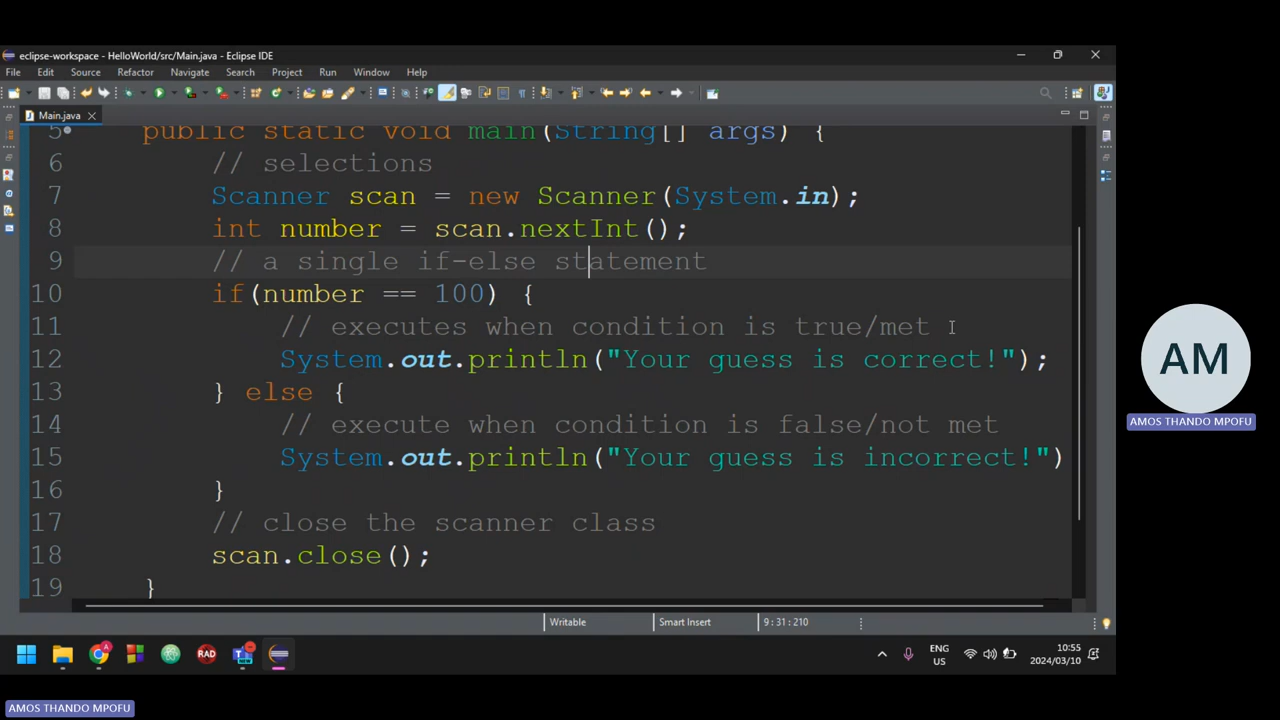 eclipse-workspace - HelloWorld/src/Main.java - Eclipse IDE
File Edit Source Refactor Navigate Search Project Run Window Help
Main.java
5 public static void main(String[] args) {
6 // selections
7 Scanner scan = new Scanner(System.in);
8 int number = scan.nextInt();
9 // a single if-else statement
10 if(number == 100) {
11 // executes when condition is true/met
12 System.out.println("Your guess is correct!");
13 } else {
14 // execute when condition is false/not met
15 System.out.println("Your guess is incorrect!")
16 }
17 // close the scanner class
18 scan.close();
19 }
Writable Smart Insert 9 : 31 : 210
AM
AMOS THANDO MPOFU
RAD
ENG
US
10:55
2024/03/10
AMOS THANDO MPOFU